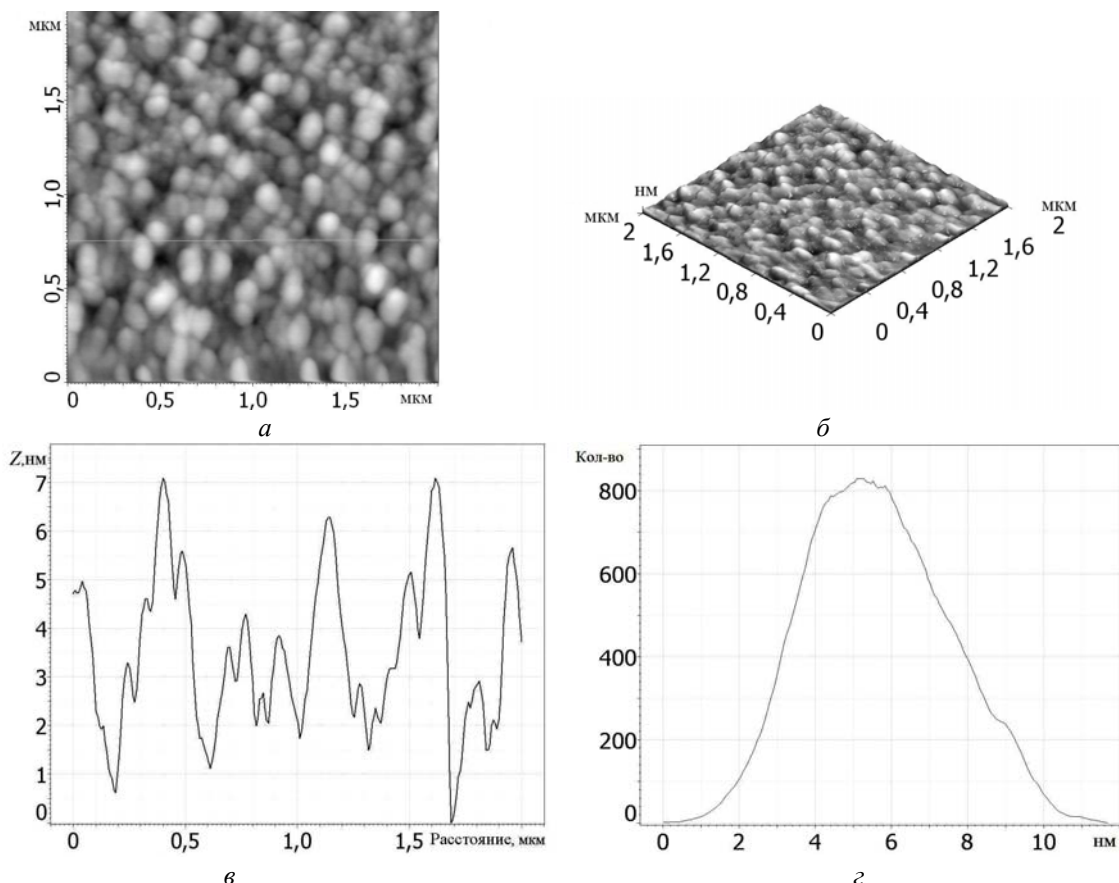 мкм
1,5
1,0
0,5
0
0 0,5 1,0 1,5 мкм
а
нм
мкм
2
1,6
1,2
0,8
0,4
0
мкм
2
1,6
1,2
0,8
0,4
0
б
Z,нм
7
6
5
4
3
2
1
0
0 0,5 1,0 1,5 Расстояние, мкм
в
Кол-во
800
600
400
200
0
0 2 4 6 8 10 нм
г